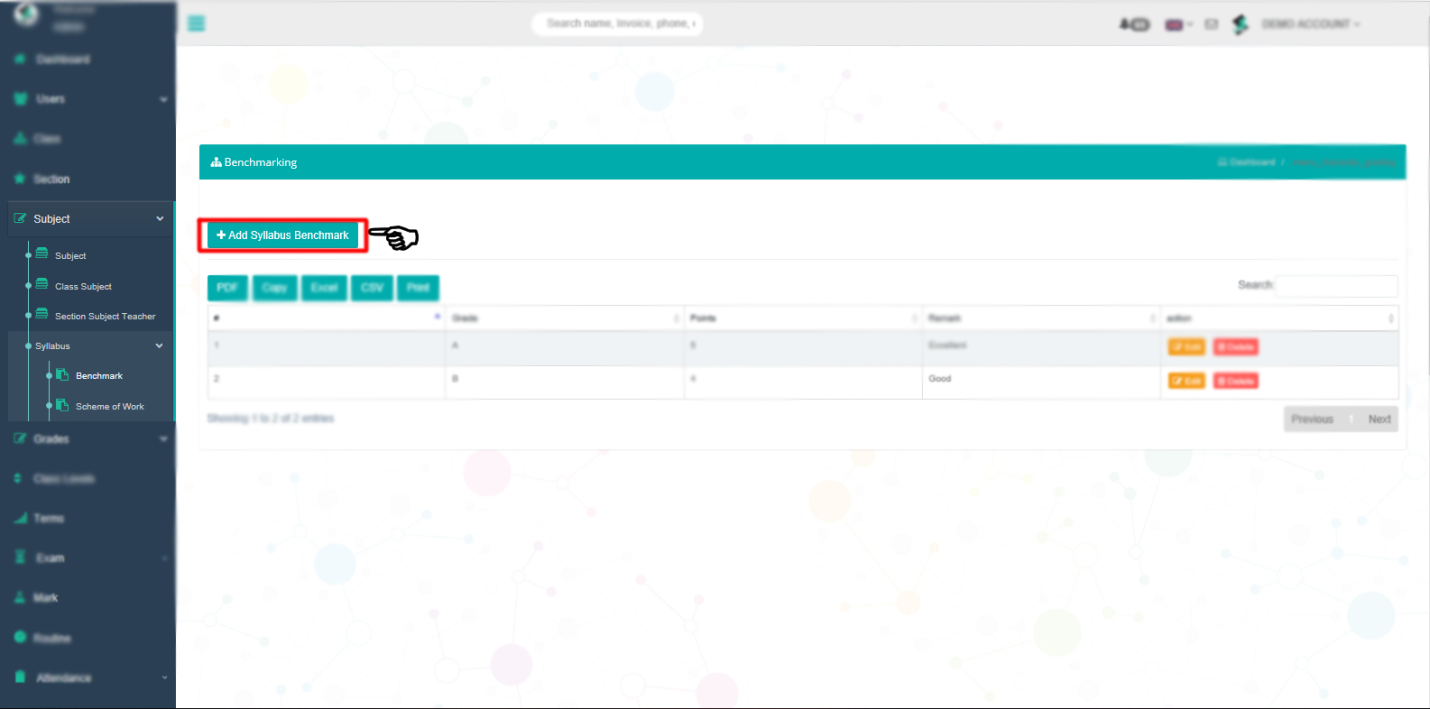 Welcome
Admin
Dashboard
Users
Class
Section
Subject
Subject
Class Subject
Section Subject Teacher
Syllabus
Benchmark
Scheme of Work
Grades
Class Levels
Terms
Exam
Mark
Routine
Attendance
Search name, Invoice, phone,
DEMO ACCOUNT
Benchmarking
Dashboard /
Add Syllabus Benchmark
PDF Copy Excel CSV Print
Search:
# Grade Points Remark action
1 A 5 Excellent Edit Delete
2 B 4 Good Edit Delete
Showing 1 to 2 of 2 entries
Previous 1 Next